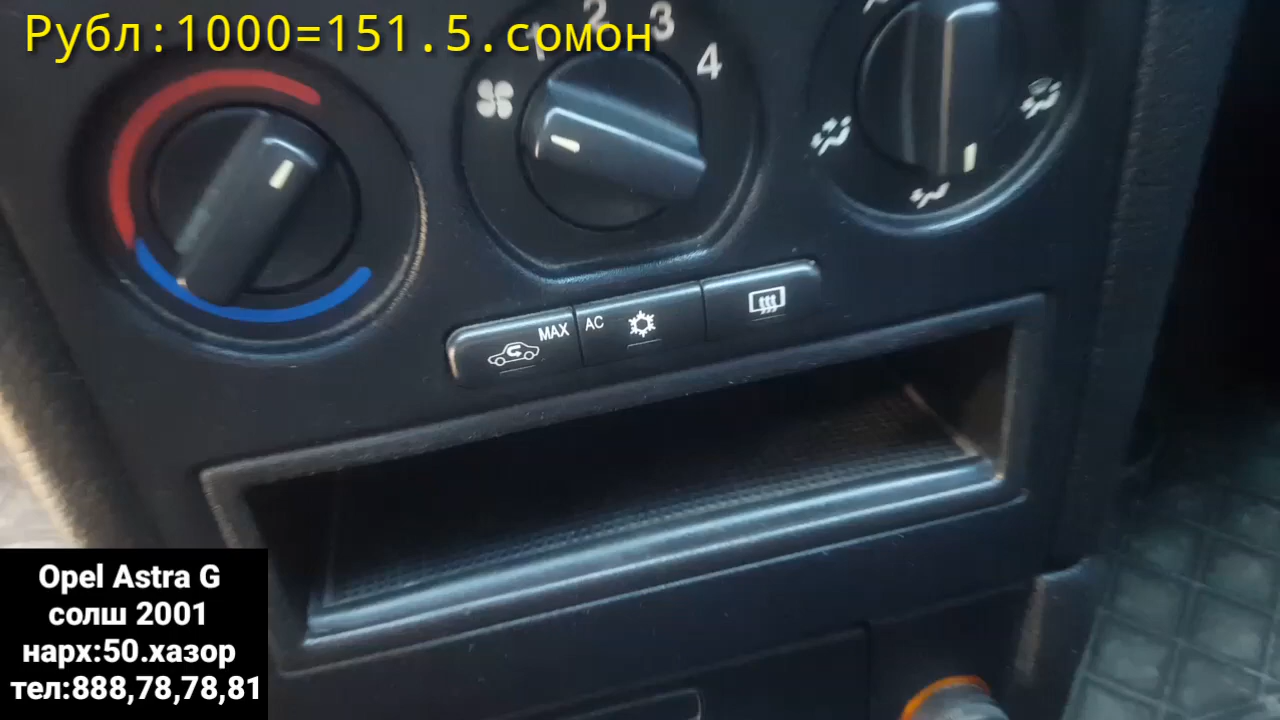 Рубл:1000=151.5.сомон
1 2 3 4
MAX AC
Opel Astra G
солш 2001
нарх:50.хазор
тел:888,78,78,81